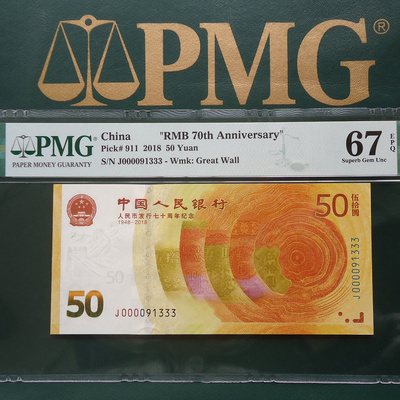 PMG®
PMG
PAPER MONEY GUARANTY
China "RMB 70th Anniversary"
Pick# 911 2018 50 Yuan
S/N J000091333 - Wmk: Great Wall
67 EPQ
Superb Gem Unc
中国人民银行
人民币发行七十周年纪念
1948-2018
50 伍拾圆
J000091333
50
J000091333